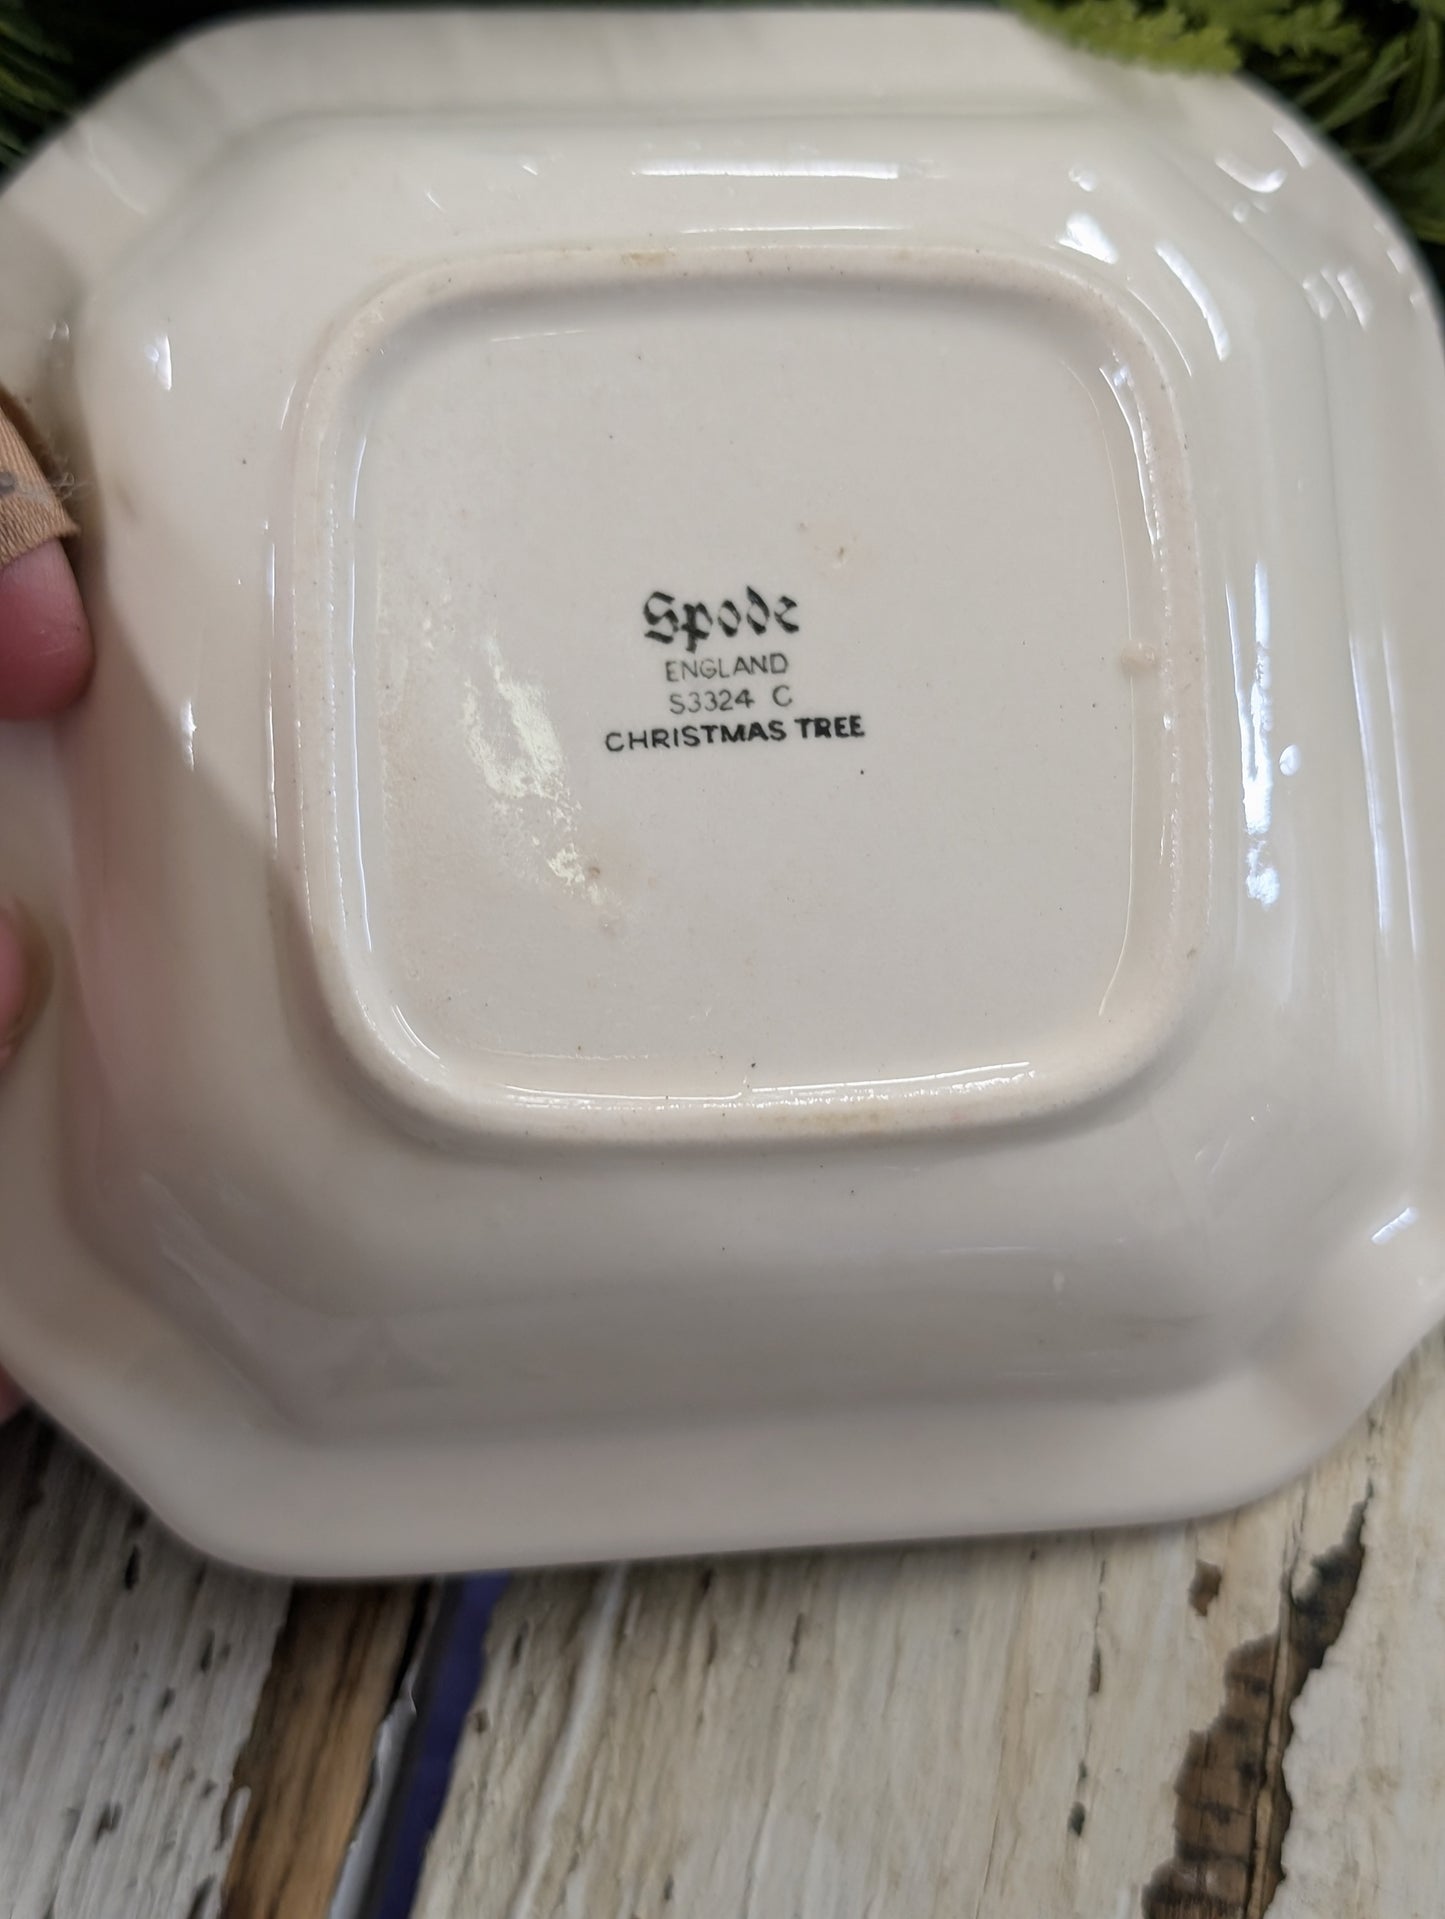 Spode
ENGLAND
S3324 C
CHRISTMAS TREE